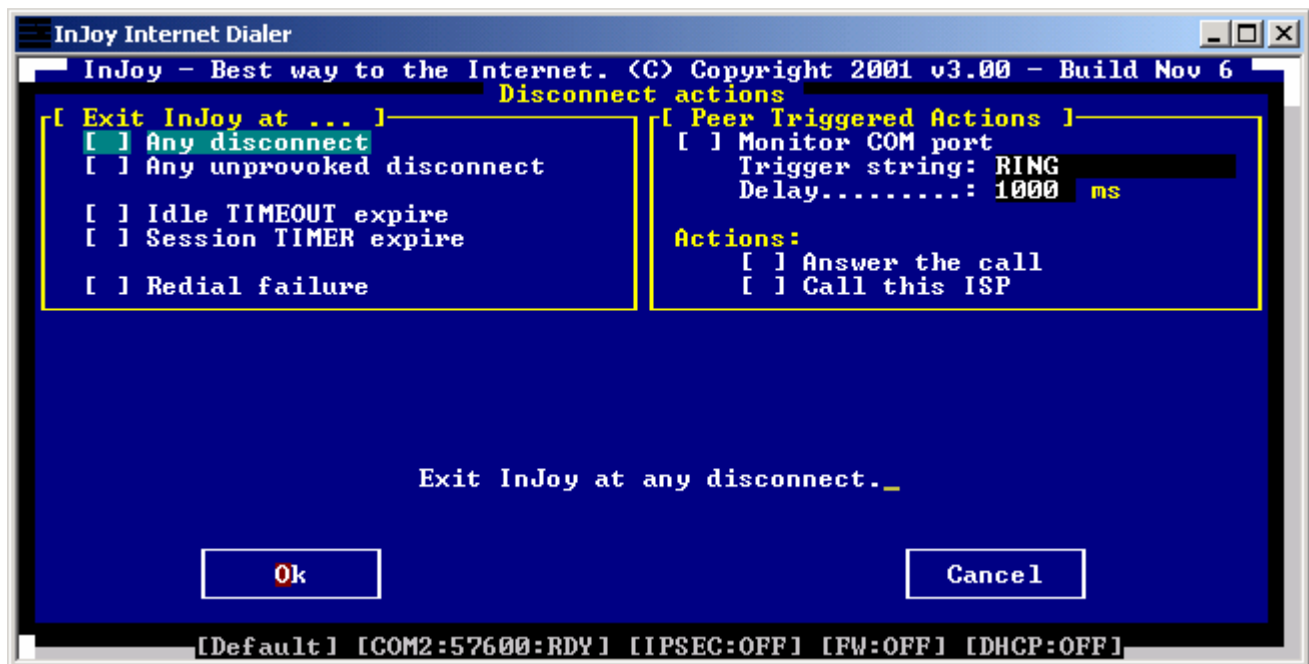 InJoy Internet Dialer
InJoy - Best way to the Internet. (C) Copyright 2001 v3.00 - Build Nov 6
Disconnect actions
[ Exit InJoy at ... ]
[ ] Any disconnect
[ ] Any unprovoked disconnect
[ ] Idle TIMEOUT expire
[ ] Session TIMER expire
[ ] Redial failure
[ Peer Triggered Actions ]
[ ] Monitor COM port
Trigger string: RING
Delay.........: 1000 ms
Actions:
[ ] Answer the call
[ ] Call this ISP
Exit InJoy at any disconnect._
Ok
Cancel
[Default] [COM2:57600:RDY] [IPSEC:OFF] [FW:OFF] [DHCP:OFF]